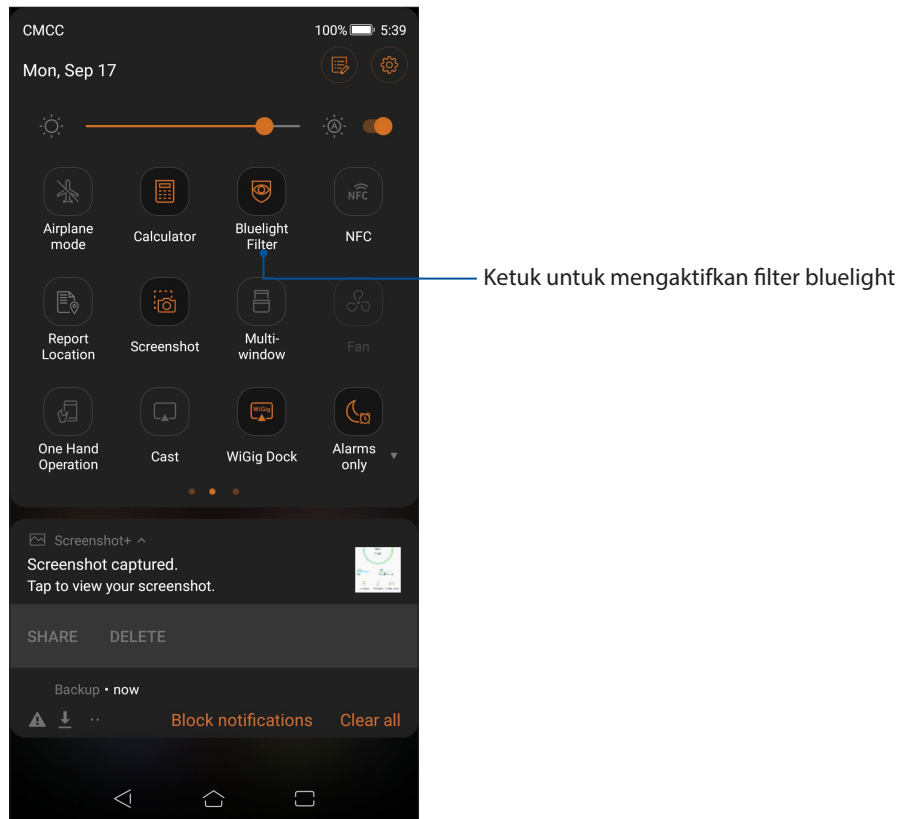 CMCC 100% 5:39
Mon, Sep 17
A
NFC
Airplane mode
Calculator
Bluelight Filter
NFC
Ketuk untuk mengaktifkan filter bluelight
Report Location
Screenshot
Multi-window
Fan
WiGig
One Hand Operation
Cast
WiGig Dock
Alarms only
Screenshot+
Screenshot captured.
Tap to view your screenshot.
SHARE DELETE
Backup • now
Block notifications Clear all